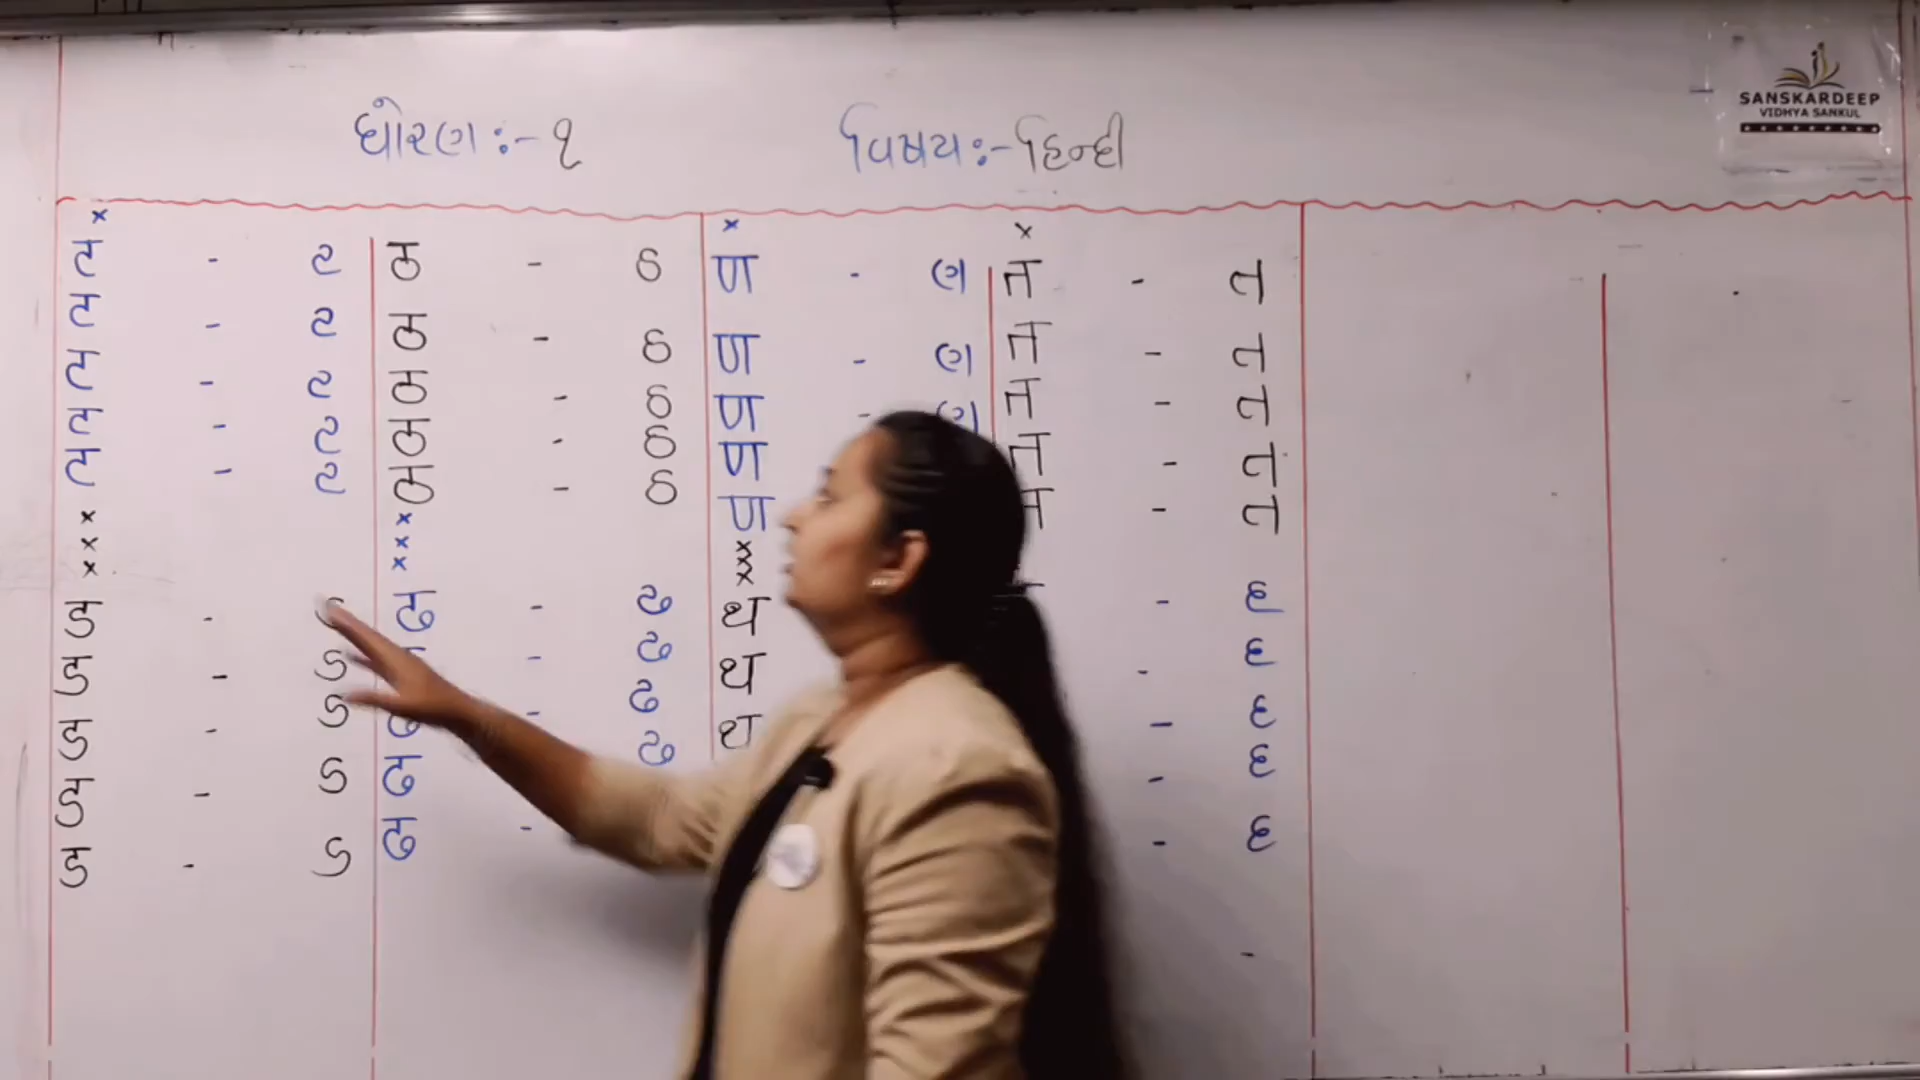 ધોરણ :- ૧ વિષય :- હિન્દી
SANSKARDEEP
VIDHYA SANKUL
ट - ટ
ट - ટ
ट - ટ
ट - ટ
ट - ટ
× × ×
ड -
ड - ડ
ड - ડ
ड - ડ
ड - ડ
ठ - ઠ
ठ - ઠ
ठ - ઠ
ठ - ઠ
ठ - ઠ
× × ×
ढ - ઢ
- ઢ
ढ - ઢ
ढ ઢ
ढ -
ण - ણ
ण - ણ
ण - ણ
ण
ण
× × ×
थ
थ
थ
त - ત
त - ત
त - ત
त - ત
त - ત
- દ
- દ
- દ
- દ
- દ